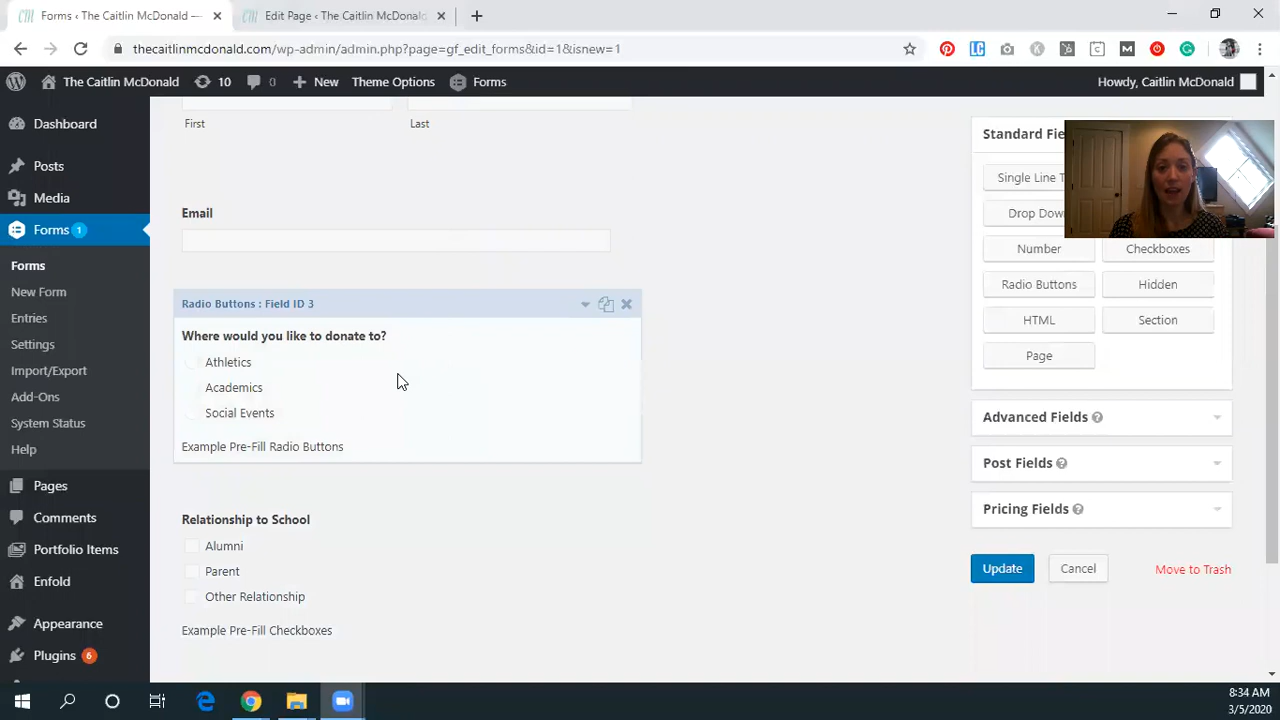 Forms ‹ The Caitlin McDonald —
Edit Page ‹ The Caitlin McDonald
thecaitlinmcdonald.com/wp-admin/admin.php?page=gf_edit_forms&id=1&isnew=1
The Caitlin McDonald 10 0 New Theme Options Forms Howdy, Caitlin McDonald
Dashboard
Posts
Media
Forms 1
Forms
New Form
Entries
Settings
Import/Export
Add-Ons
System Status
Help
Pages
Comments
Portfolio Items
Enfold
Appearance
Plugins 6
First Last
Email
Radio Buttons : Field ID 3
Where would you like to donate to?
Athletics
Academics
Social Events
Example Pre-Fill Radio Buttons
Relationship to School
Alumni
Parent
Other Relationship
Example Pre-Fill Checkboxes
Standard
Single Line
Number Checkboxes
Radio Buttons Hidden
HTML Section
Page
Advanced Fields
Post Fields
Pricing Fields
Update Cancel Move to Trash
8:34 AM
3/5/2020